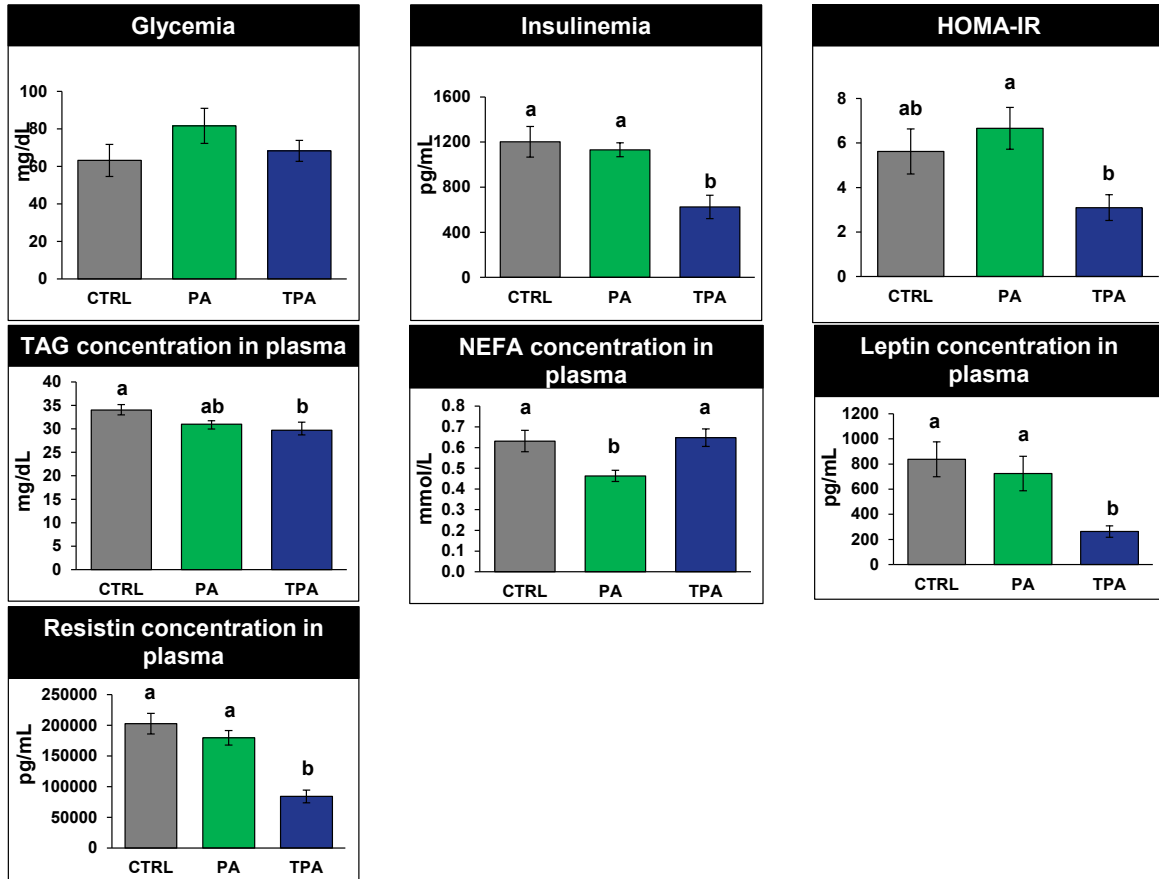 Glycemia
mg/dL
100
80
60
40
20
0
CTRL PA TPA
Insulinemia
pg/mL
1600
1200
800
400
0
a a b
CTRL PA TPA
HOMA-IR
8
6
4
2
0
ab a b
CTRL PA TPA
TAG concentration in plasma
mg/dL
40
35
30
25
20
15
10
5
0
a ab b
CTRL PA TPA
NEFA concentration in
plasma
mmol/L
0.8
0.7
0.6
0.5
0.4
0.3
0.2
0.1
0.0
a b a
CTRL PA TPA
Leptin concentration in
plasma
pg/mL
1200
1000
800
600
400
200
0
a a b
CTRL PA TPA
Resistin concentration in
plasma
pg/mL
250000
200000
150000
100000
50000
0
a a b
CTRL PA TPA